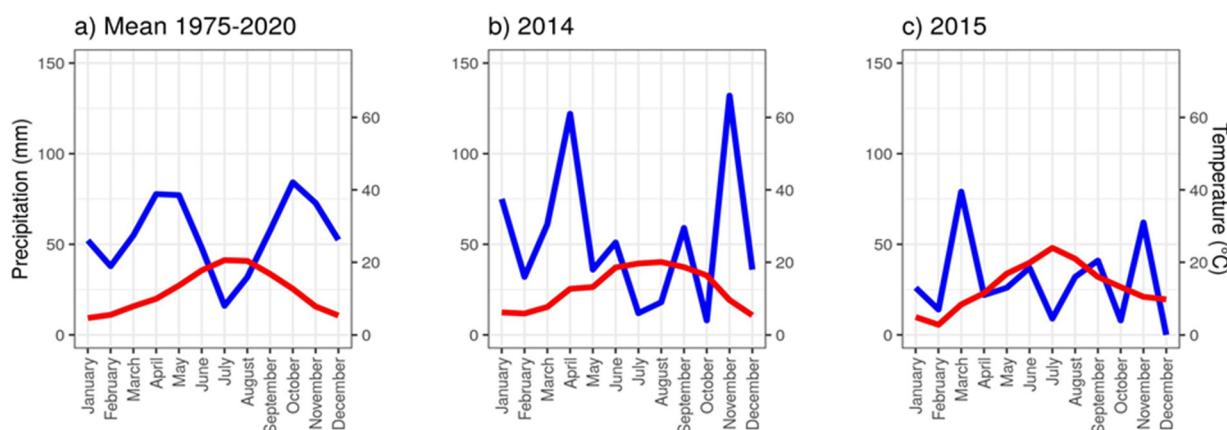 a) Mean 1975-2020
b) 2014
c) 2015
Precipitation (mm)
150
100
50
0
60
40
20
0
January
February
March
April
May
June
July
August
September
October
November
December
150
100
50
0
60
40
20
0
January
February
March
April
May
June
July
August
September
October
November
December
150
100
50
0
60
40
20
0
January
February
March
April
May
June
July
August
September
October
November
December
Temperature (°C)